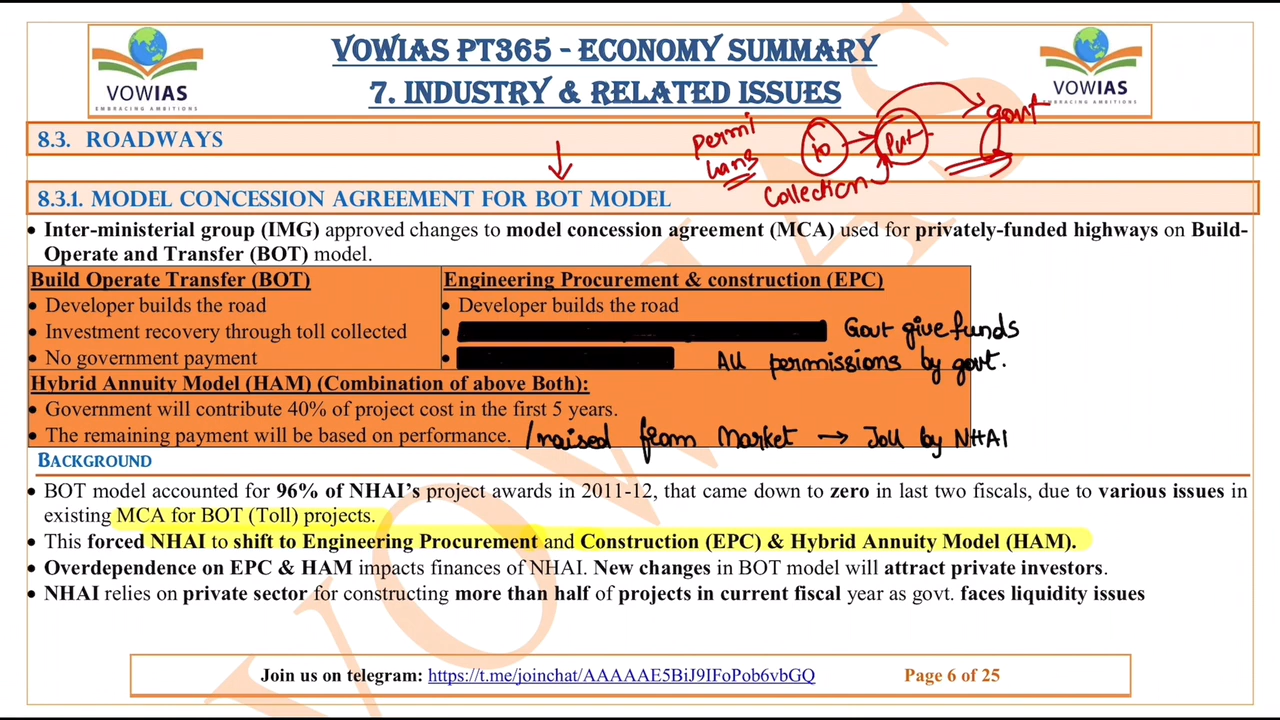 VOWIAS PT365 - ECONOMY SUMMARY
7. INDUSTRY & RELATED ISSUES
VOWIAS
EMBRACING AMBITIONS
VOWIAS
EMBRACING AMBITIONS
8.3. ROADWAYS
Permi
10
Pvt
govt
Collection
8.3.1. MODEL CONCESSION AGREEMENT FOR BOT MODEL
• Inter-ministerial group (IMG) approved changes to model concession agreement (MCA) used for privately-funded highways on Build-
Operate and Transfer (BOT) model.
Build Operate Transfer (BOT)
• Developer builds the road
• Investment recovery through toll collected
• No government payment
Engineering Procurement & construction (EPC)
• Developer builds the road
• Govt give funds
• All permissions by govt.
Hybrid Annuity Model (HAM) (Combination of above Both):
• Government will contribute 40% of project cost in the first 5 years.
• The remaining payment will be based on performance. /raised from Market → Toll by NHAI
BACKGROUND
• BOT model accounted for 96% of NHAI's project awards in 2011-12, that came down to zero in last two fiscals, due to various issues in
existing MCA for BOT (Toll) projects.
• This forced NHAI to shift to Engineering Procurement and Construction (EPC) & Hybrid Annuity Model (HAM).
• Overdependence on EPC & HAM impacts finances of NHAI. New changes in BOT model will attract private investors.
• NHAI relies on private sector for constructing more than half of projects in current fiscal year as govt. faces liquidity issues
VOWIAS
Join us on telegram: https://t.me/joinchat/AAAAAE5BiJ9IFoPob6vbGQ Page 6 of 25